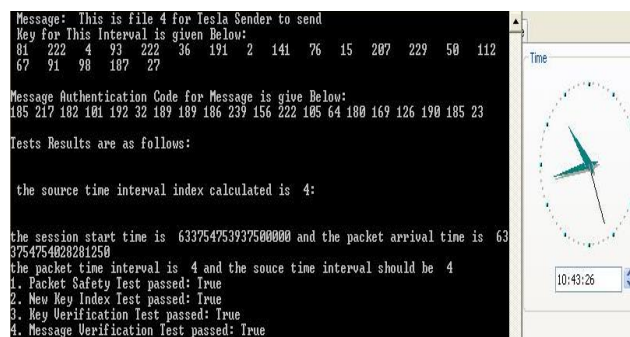 Message:  This is file 4 for Tesla Sender to send
Key for This Interval is given Below:
81 222 4 93 222 36 191 2 141 76 15 207 229 50 112
67 91 98 187 27
Message Authentication Code for Message is give Below:
185 217 182 101 192 32 189 189 186 239 156 222 105 64 180 169 126 190 185 23
Tests Results are as follows:
the source time interval index calculated is  4:
the session start time is  633754753937500000 and the packet arrival time is  63
3754754028281250
the packet time interval is  4 and the souce time interval should be  4
1. Packet Safety Test passed: True
2. New Key Index Test passed: True
3. Key Verification Test passed: True
4. Message Verification Test passed: True
Time
10:43:26